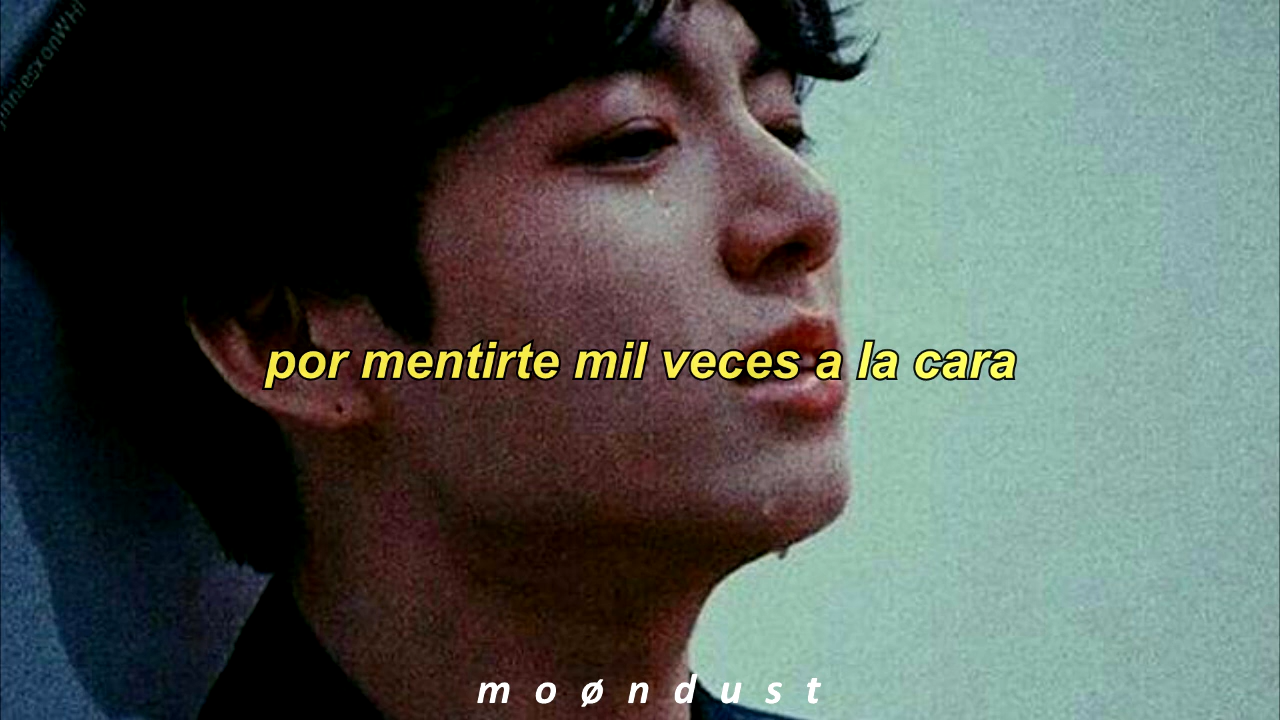 por mentirte mil veces a la cara
m o ø n d u s t